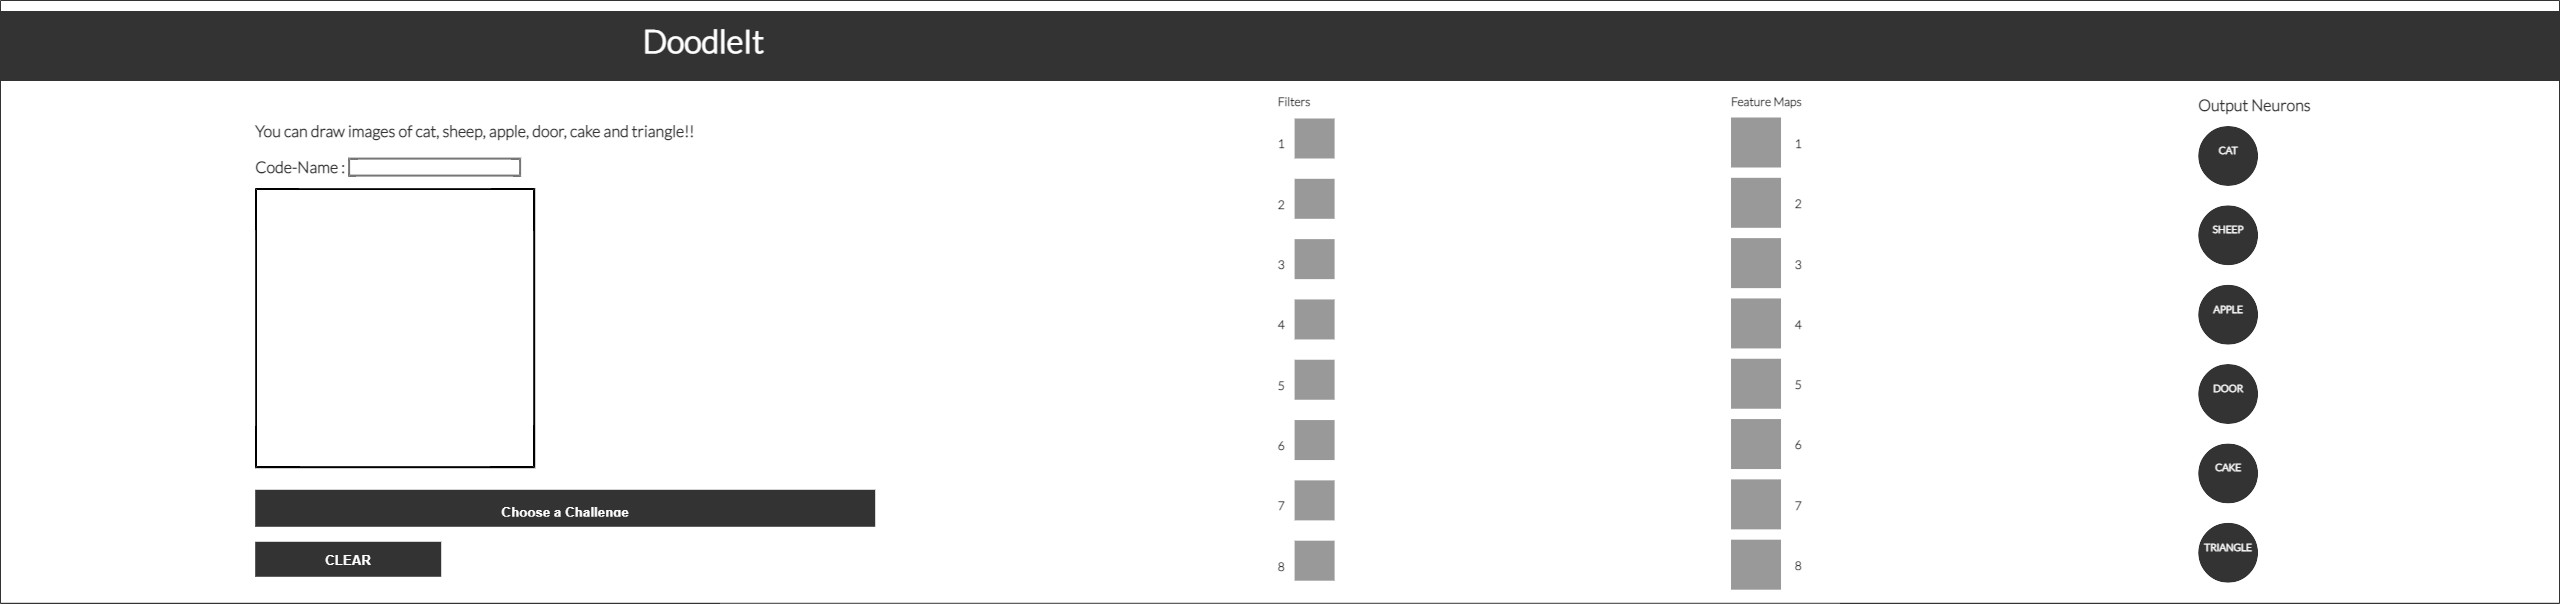 DoodleIt
You can draw images of cat, sheep, apple, door, cake and triangle!!
Code-Name :
Choose a Challenge
CLEAR
Filters
1
2
3
4
5
6
7
8
Feature Maps
1
2
3
4
5
6
7
8
Output Neurons
CAT
SHEEP
APPLE
DOOR
CAKE
TRIANGLE